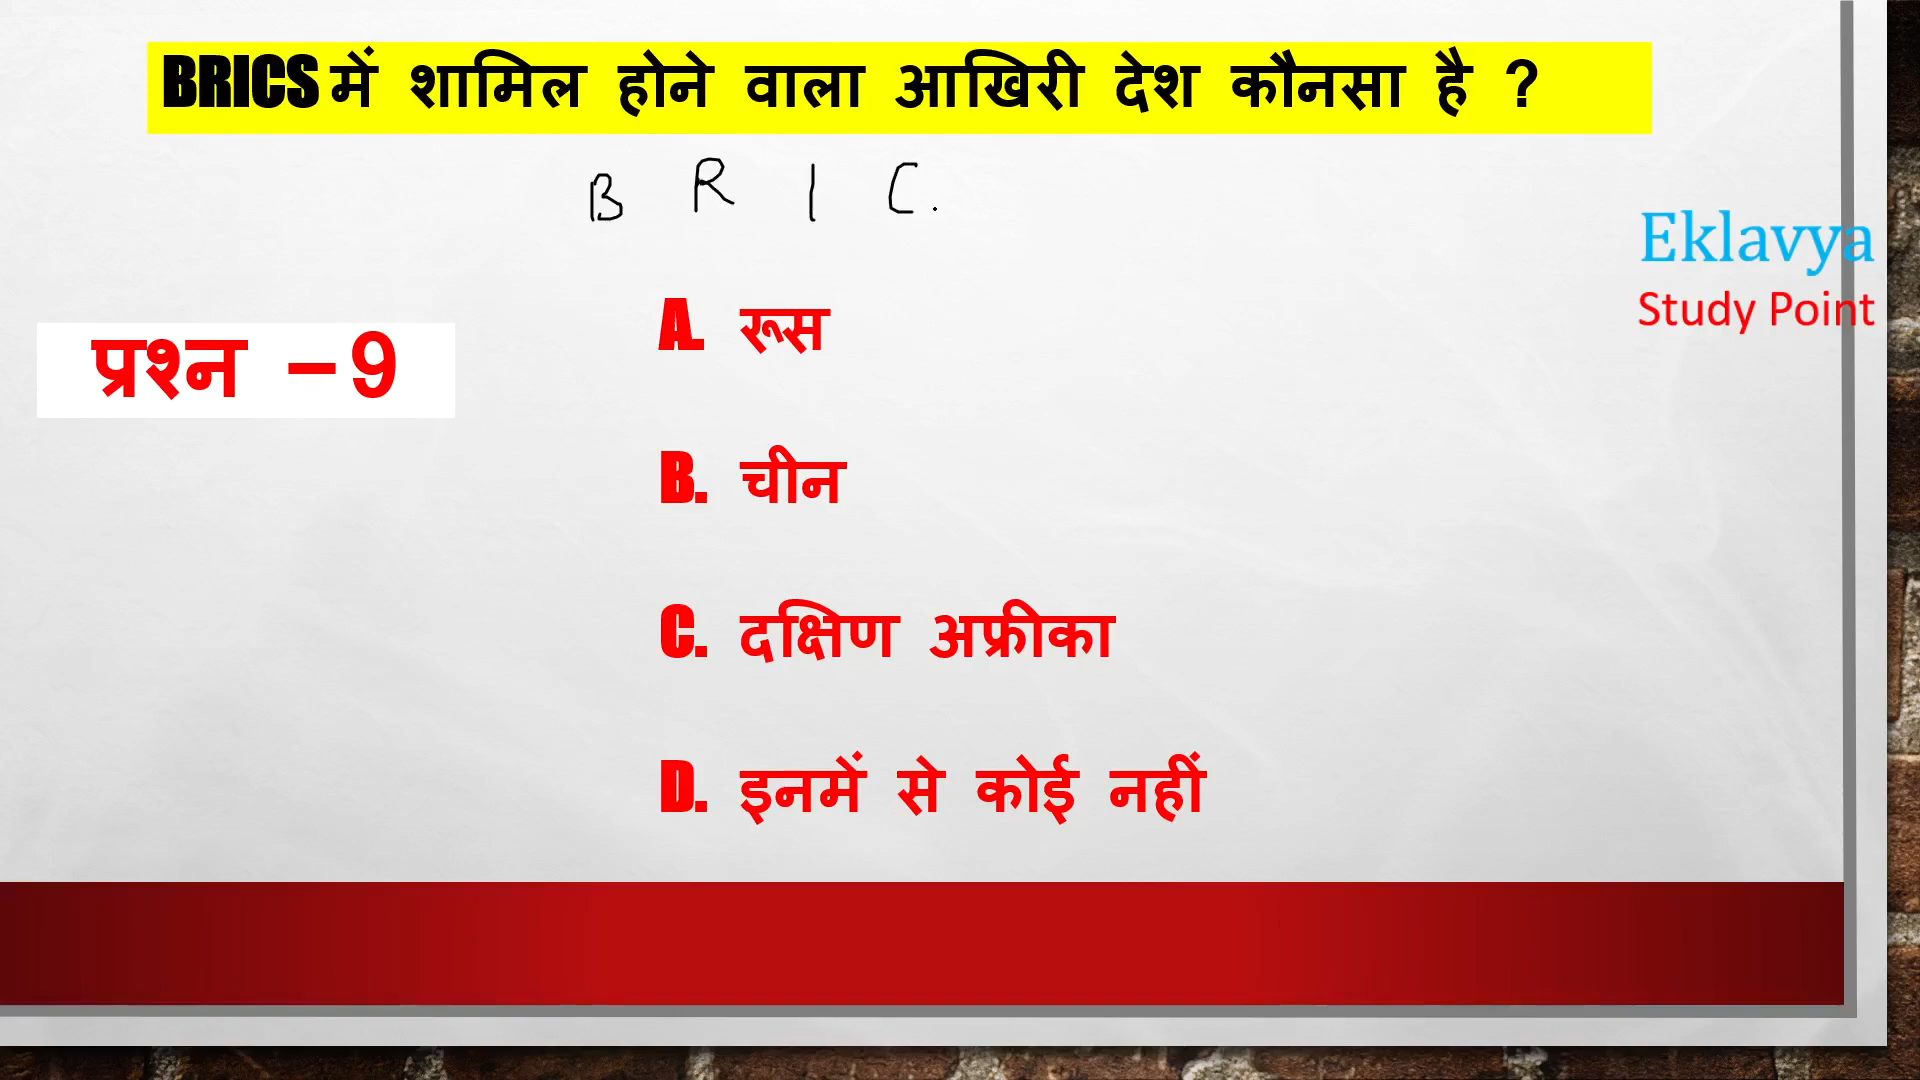 BRICS में शामिल होने वाला आखिरी देश कौनसा है ?
B R I C.
Eklavya
Study Point
प्रश्न -9
A. रूस
B. चीन
C. दक्षिण अफ्रीका
D. इनमें से कोई नहीं